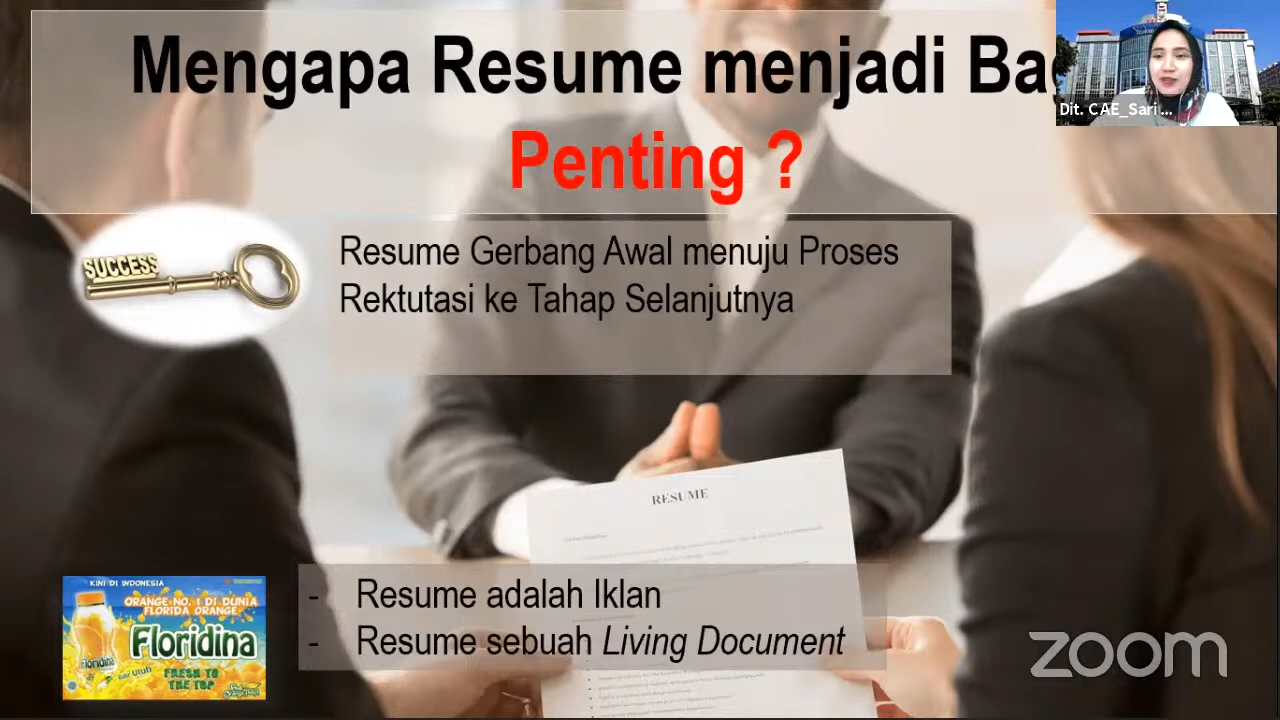 Mengapa Resume menjadi Ba
Penting ?
Dit. CAE_Sari ...
SUCCESS
Resume Gerbang Awal menuju Proses
Rektutasi ke Tahap Selanjutnya
RESUME
- Resume adalah Iklan
- Resume sebuah Living Document
KINI DI INDONESIA
ORANGE NO. 1 DI DUNIA
FLORIDA ORANGE
Floridina
Floridina
FRESH TO
THE TOP
zoom